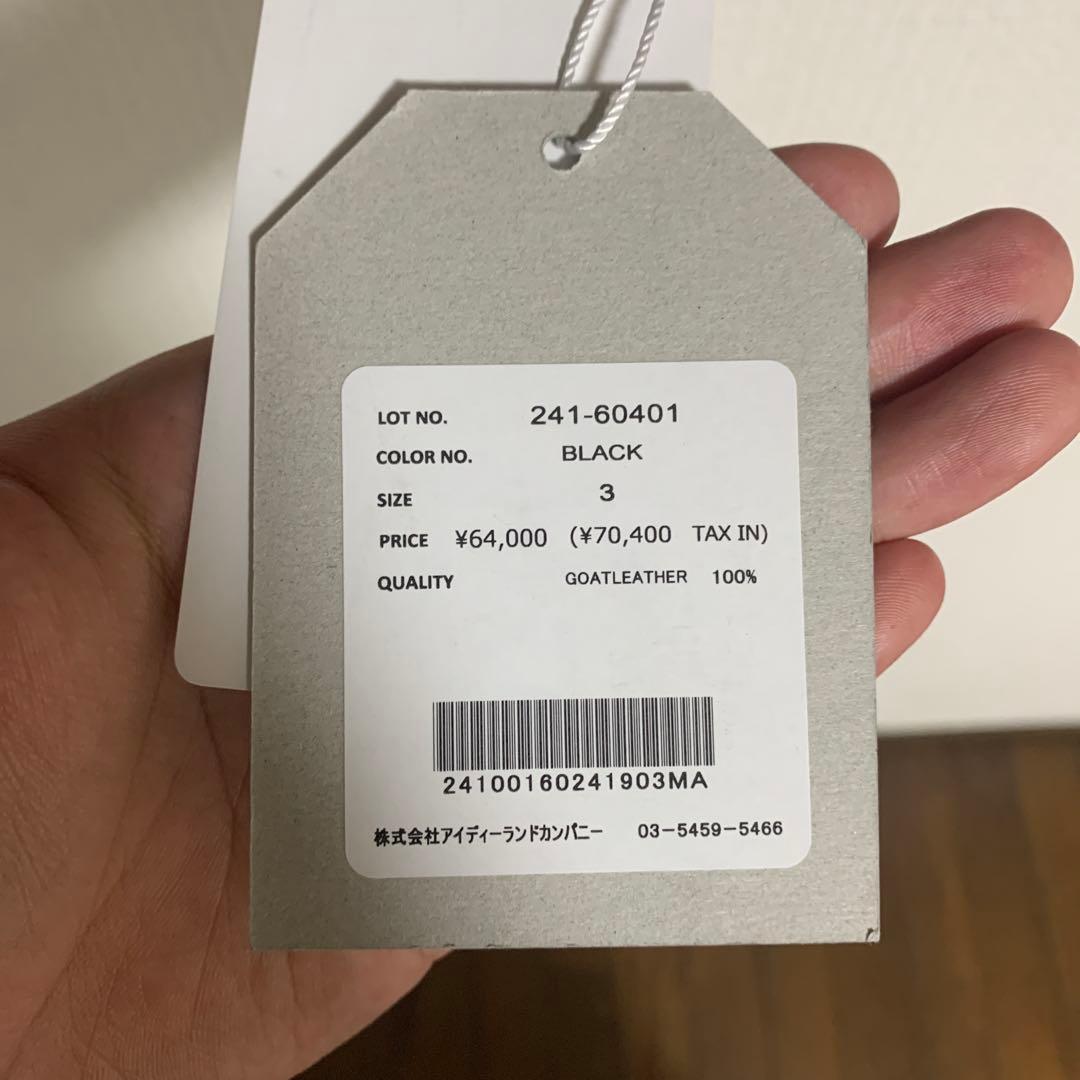 LOT NO. 241-60401
COLOR NO. BLACK
SIZE 3
PRICE ¥64,000 (¥70,400 TAX IN)
QUALITY GOATLEATHER 100%
24100160241903MA
株式会社アイディーランドカンパニー 03-5459-5466